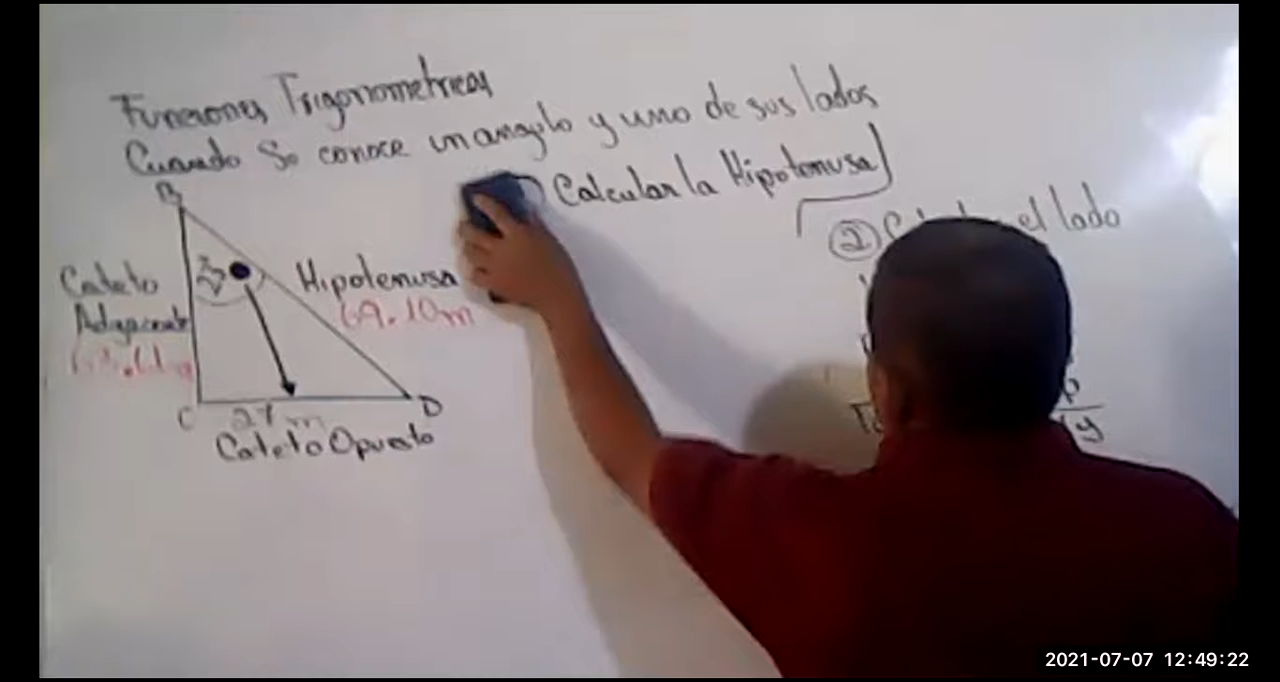 Funciones Trigonometricas
Cuando Se conoce un angulo y uno de sus lados
Calcular la Hipotenusa
② el lado
B
Cateto
Adyacente
Hipotenusa
69.10m
C
27 m
D
Cateto Opuesto
P
y
2021-07-07 12:49:22